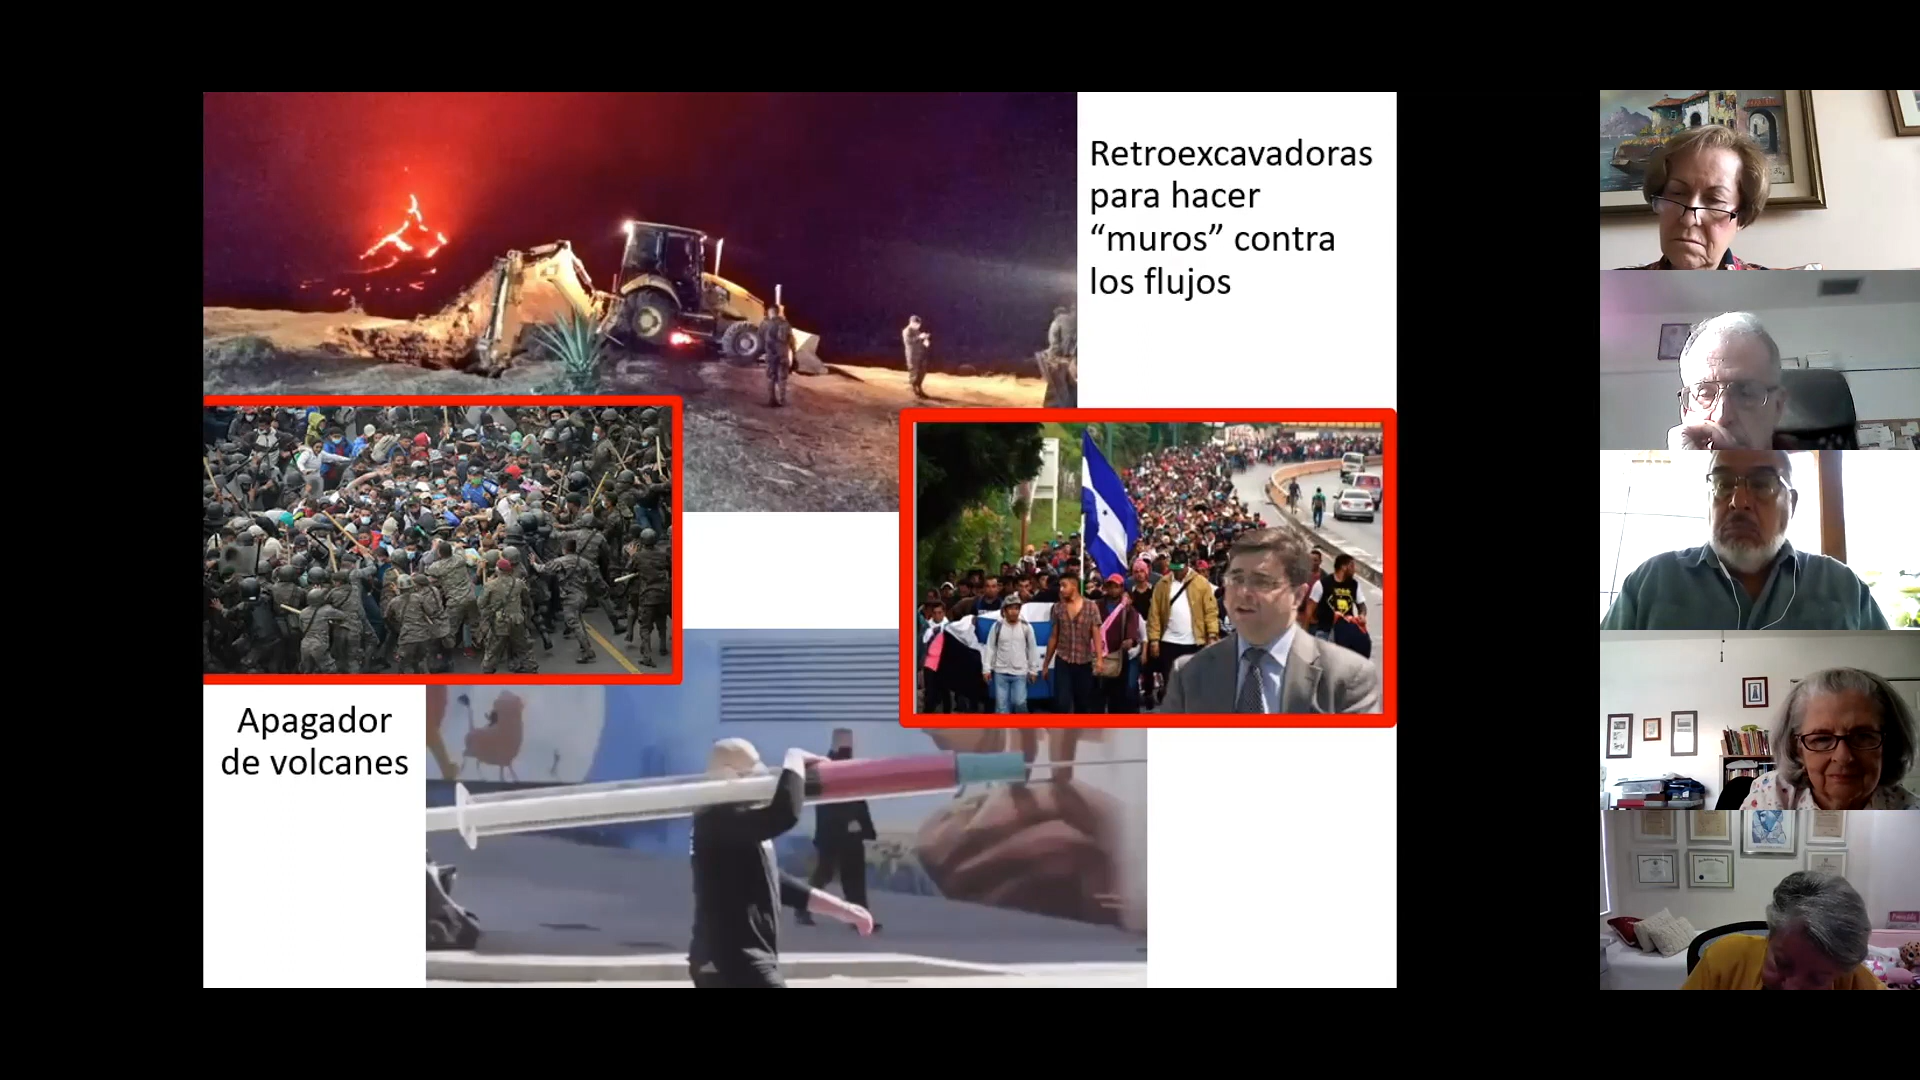 Retroexcavadoras
para hacer
“muros” contra
los flujos
Apagador
de volcanes